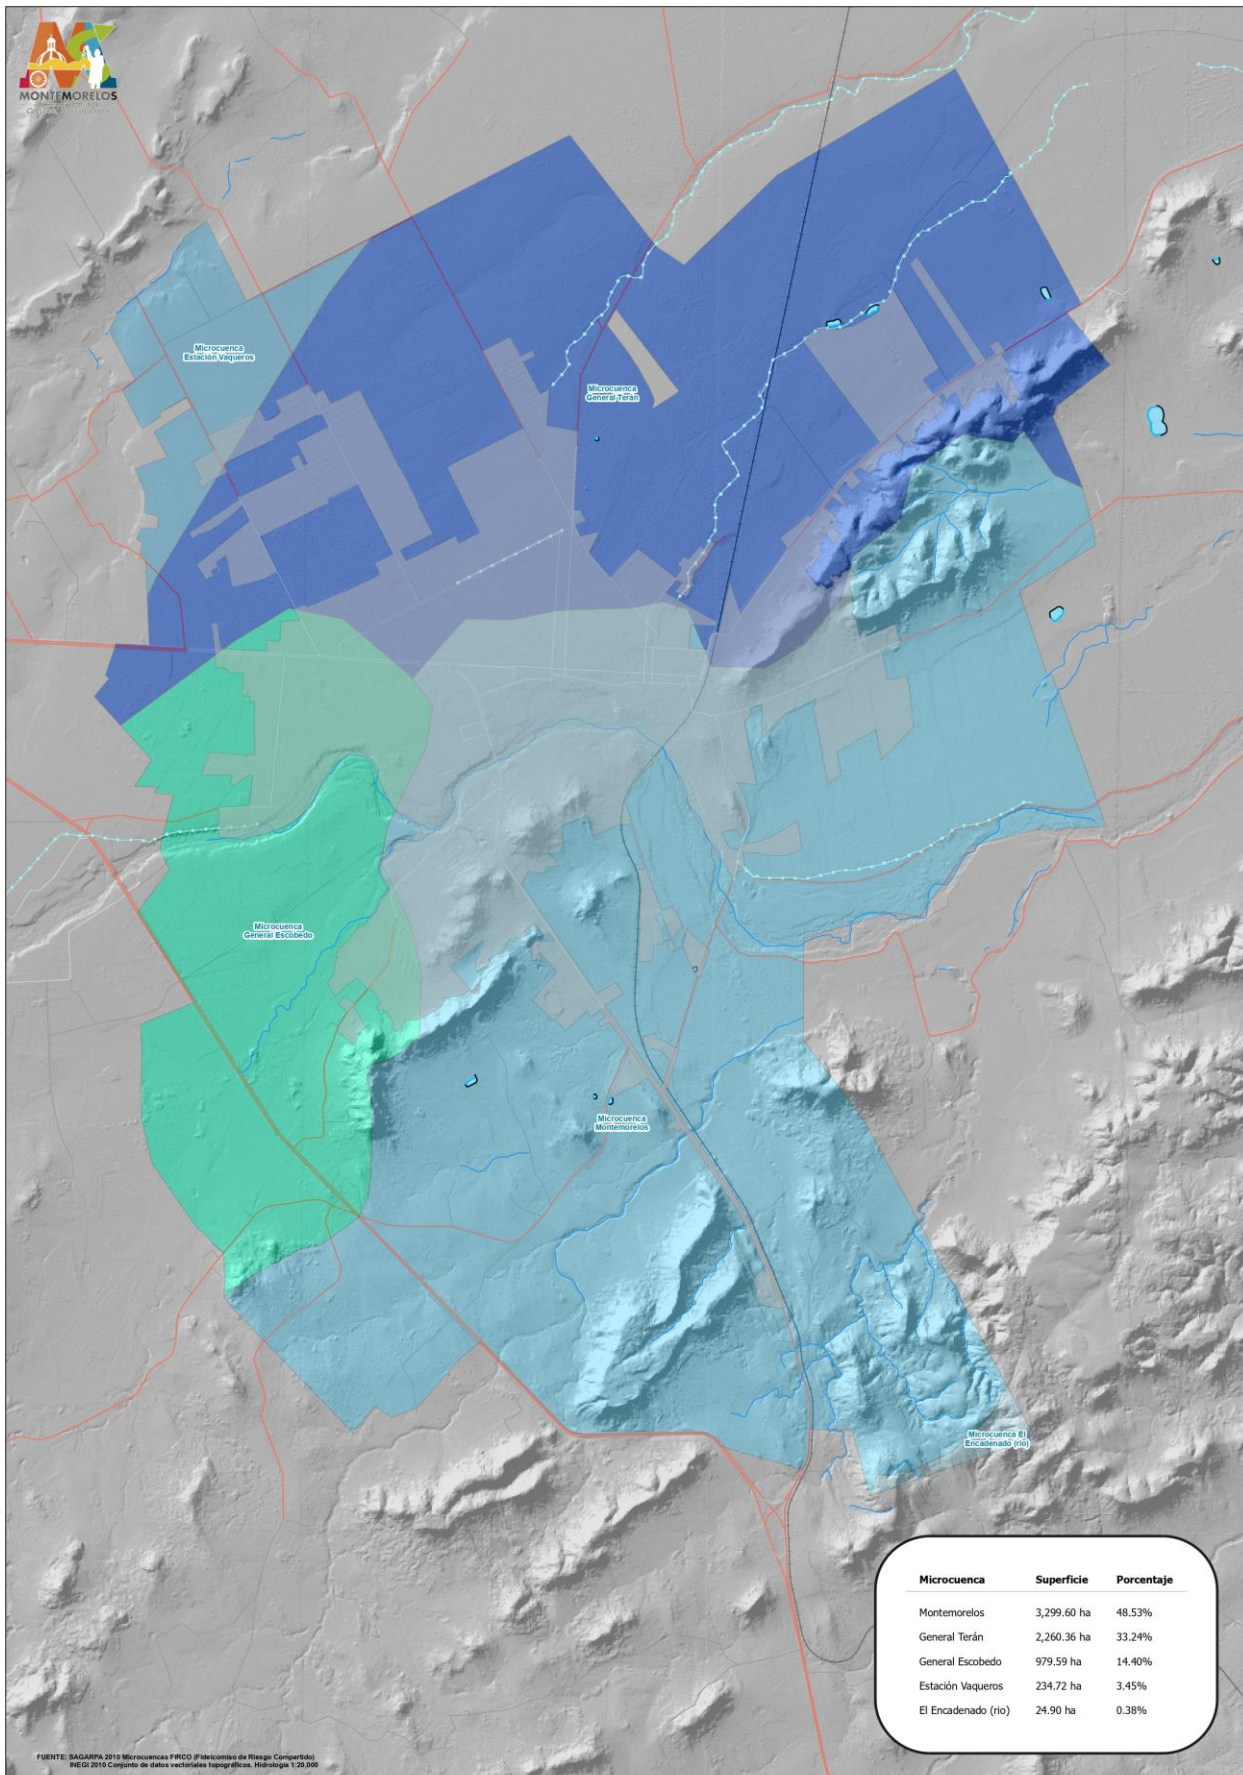 MONTEMORELOS
Microcuenca
Estación Vaqueros
Microcuenca
General Terán
Microcuenca
General Escobedo
Microcuenca
Montemorelos
Microcuenca El
Encadenado (rio)
Microcuenca Superficie Porcentaje
Montemorelos 3,299.60 ha 48.53%
General Terán 2,260.36 ha 33.24%
General Escobedo 979.59 ha 14.40%
Estación Vaqueros 234.72 ha 3.45%
El Encadenado (rio) 24.90 ha 0.38%
FUENTE: SAGARPA 2010 Microcuencas FIRCO (Fideicomiso de Riesgo Compartido)
INEGI 2010 Conjunto de datos vectoriales topográficos. Hidrología 1:20,000